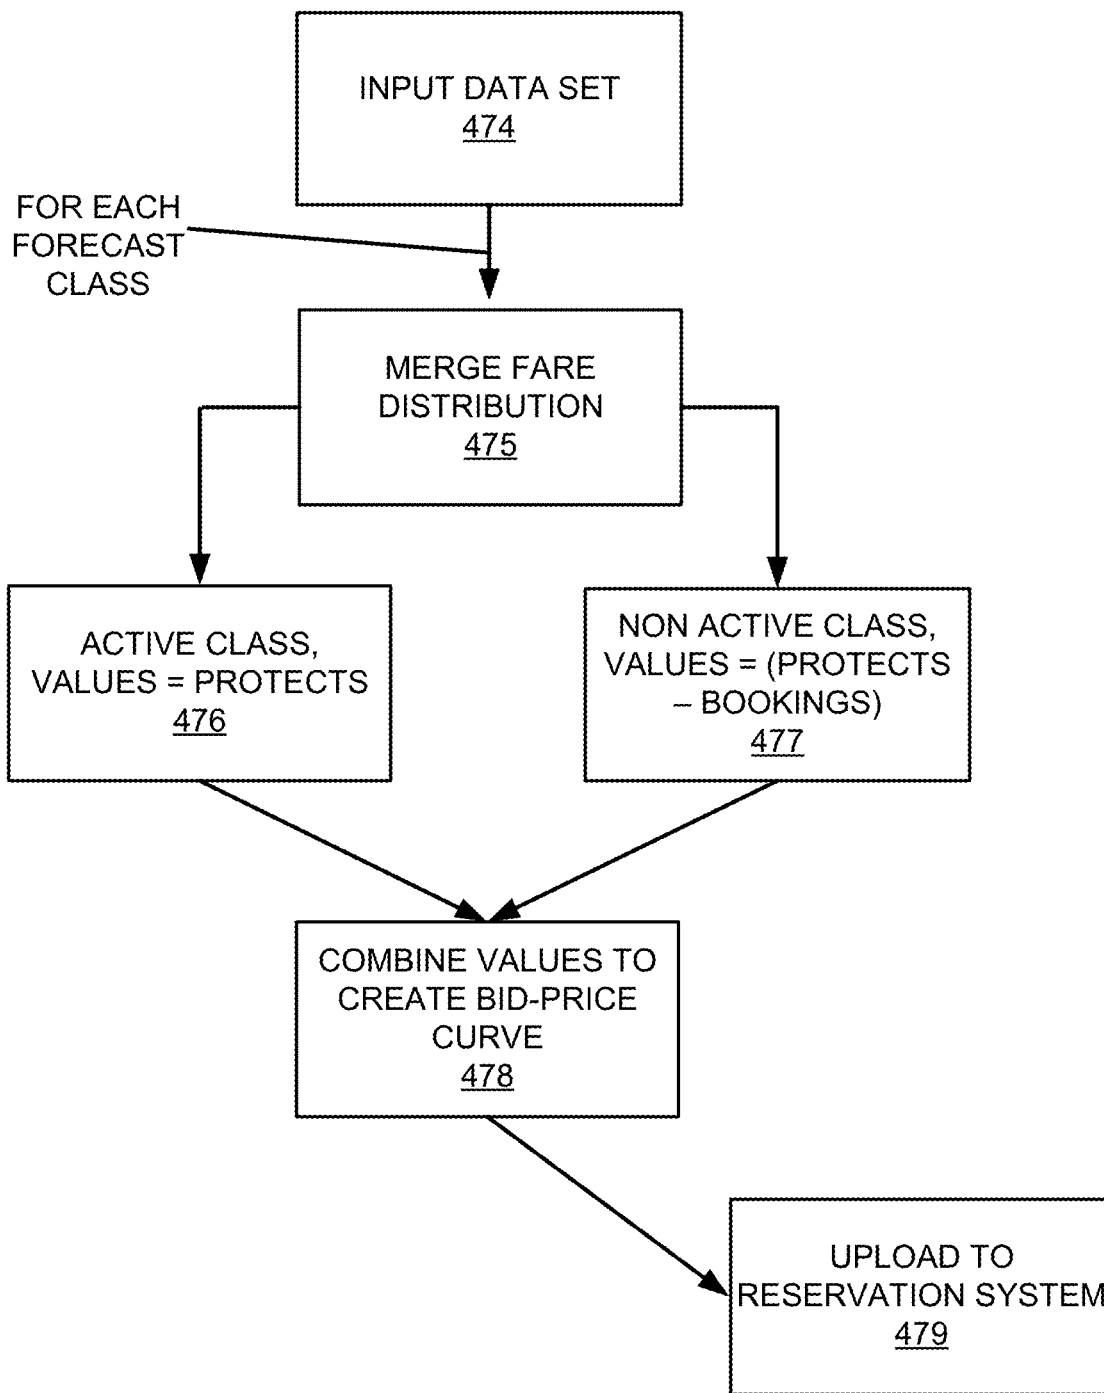 INPUT DATA SET
474
FOR EACH
FORECAST
CLASS
MERGE FARE
DISTRIBUTION
475
ACTIVE CLASS,
VALUES = PROTECTS
476
NON ACTIVE CLASS,
VALUES = (PROTECTS
– BOOKINGS)
477
COMBINE VALUES TO
CREATE BID-PRICE
CURVE
478
UPLOAD TO
RESERVATION SYSTEM
479